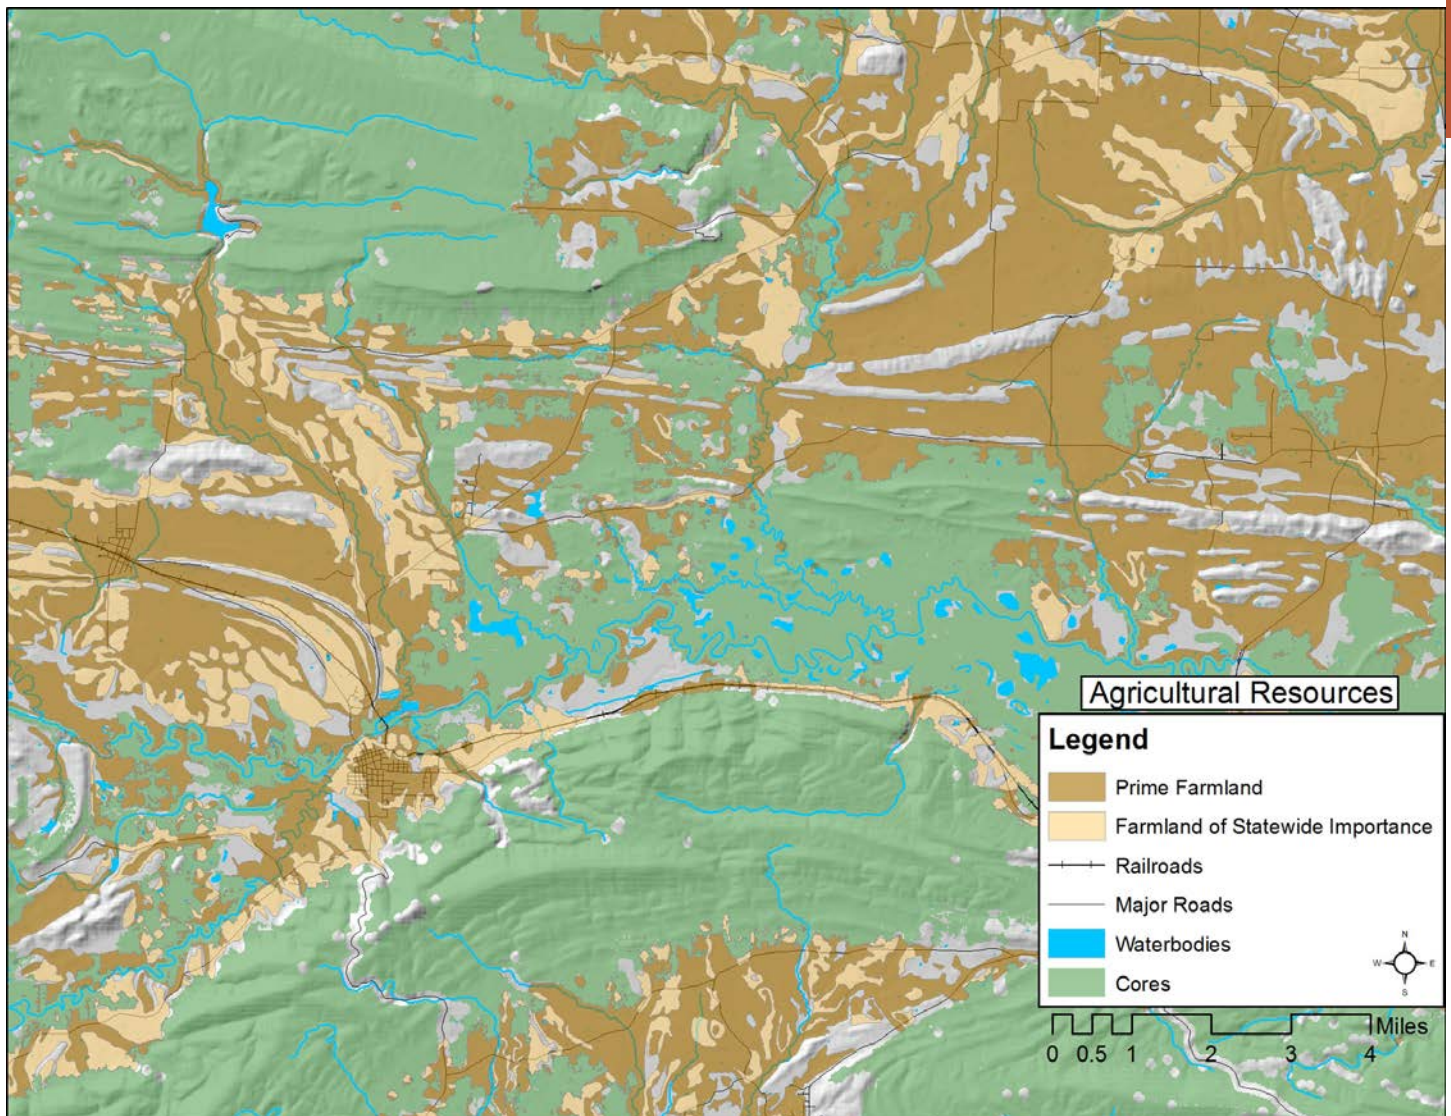 Agricultural Resources
Legend
Prime Farmland
Farmland of Statewide Importance
Railroads
Major Roads
Waterbodies
Cores
N
W E
S
Miles
0 0.5 1 2 3 4